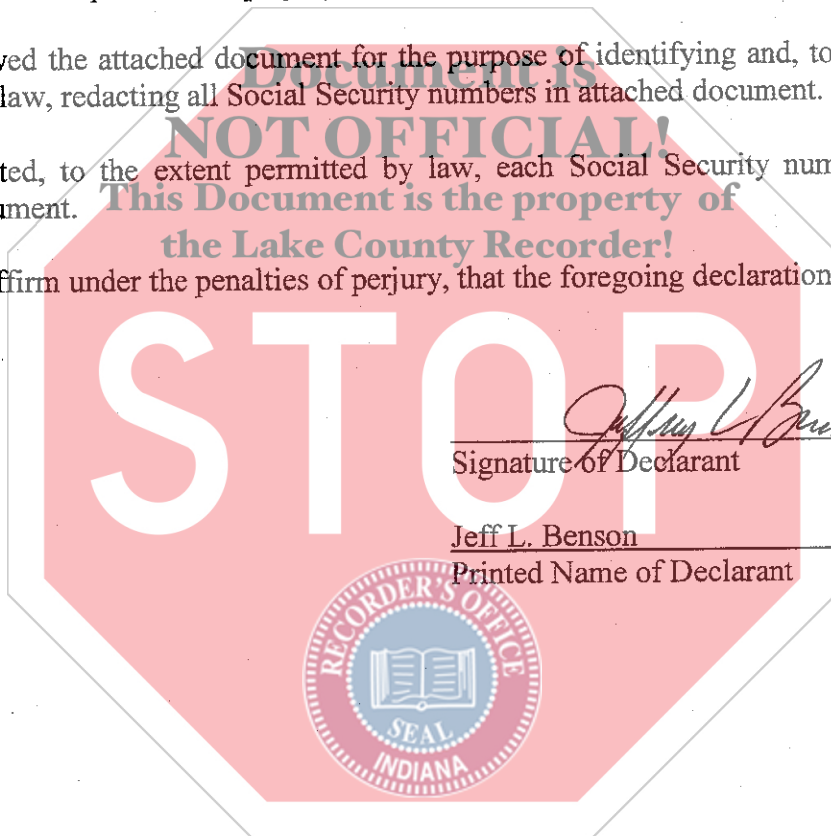 ved the attached document for the purpose of identifying and, to
law, redacting all Social Security numbers in attached document.
Document is
NOT OFFICIAL!
ted, to the extent permitted by law, each Social Security num
ument.
This Document is the property of
the Lake County Recorder!
ffirm under the penalties of perjury, that the foregoing declaration
STOP
Jeffrey L. Ben
Signature of Declarant
Jeff L. Benson
Printed Name of Declarant
RECORDER'S OFFICE
SEAL
INDIANA